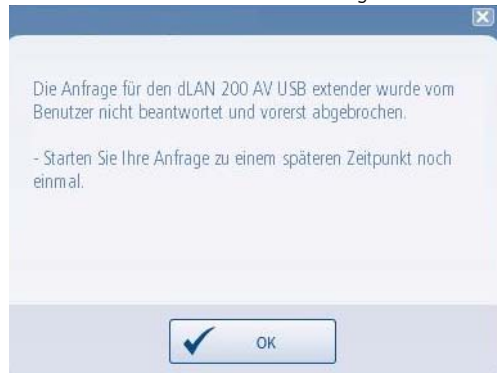 Die Anfrage für den dLAN 200 AV USB extender wurde vom
Benutzer nicht beantwortet und vorerst abgebrochen.
- Starten Sie Ihre Anfrage zu einem späteren Zeitpunkt noch
einmal.
OK